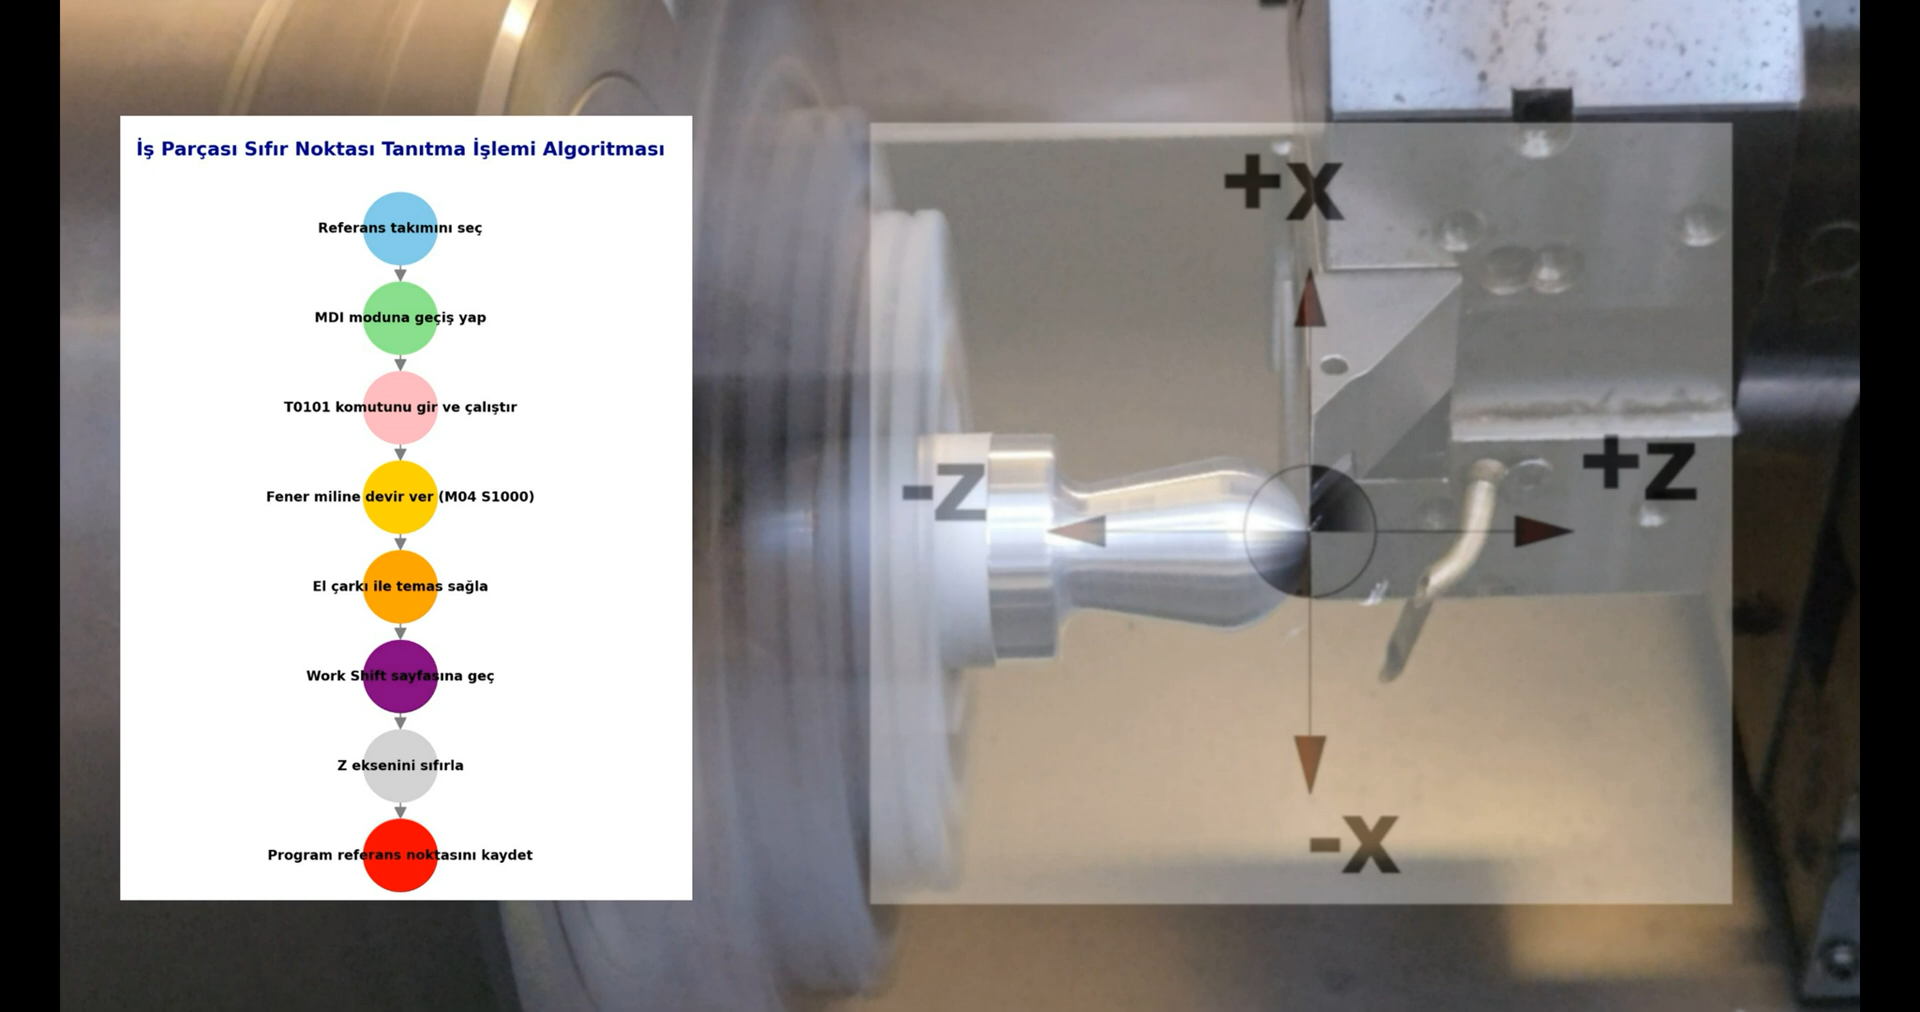 İş Parçası Sıfır Noktası Tanıtma İşlemi Algoritması
Referans takımını seç
MDI moduna geçiş yap
T0101 komutunu gir ve çalıştır
Fener miline devir ver (M04 S1000)
El çarkı ile temas sağla
Work Shift sayfasına geç
Z eksenini sıfırla
Program referans noktasını kaydet
+X
-Z
+Z
-X